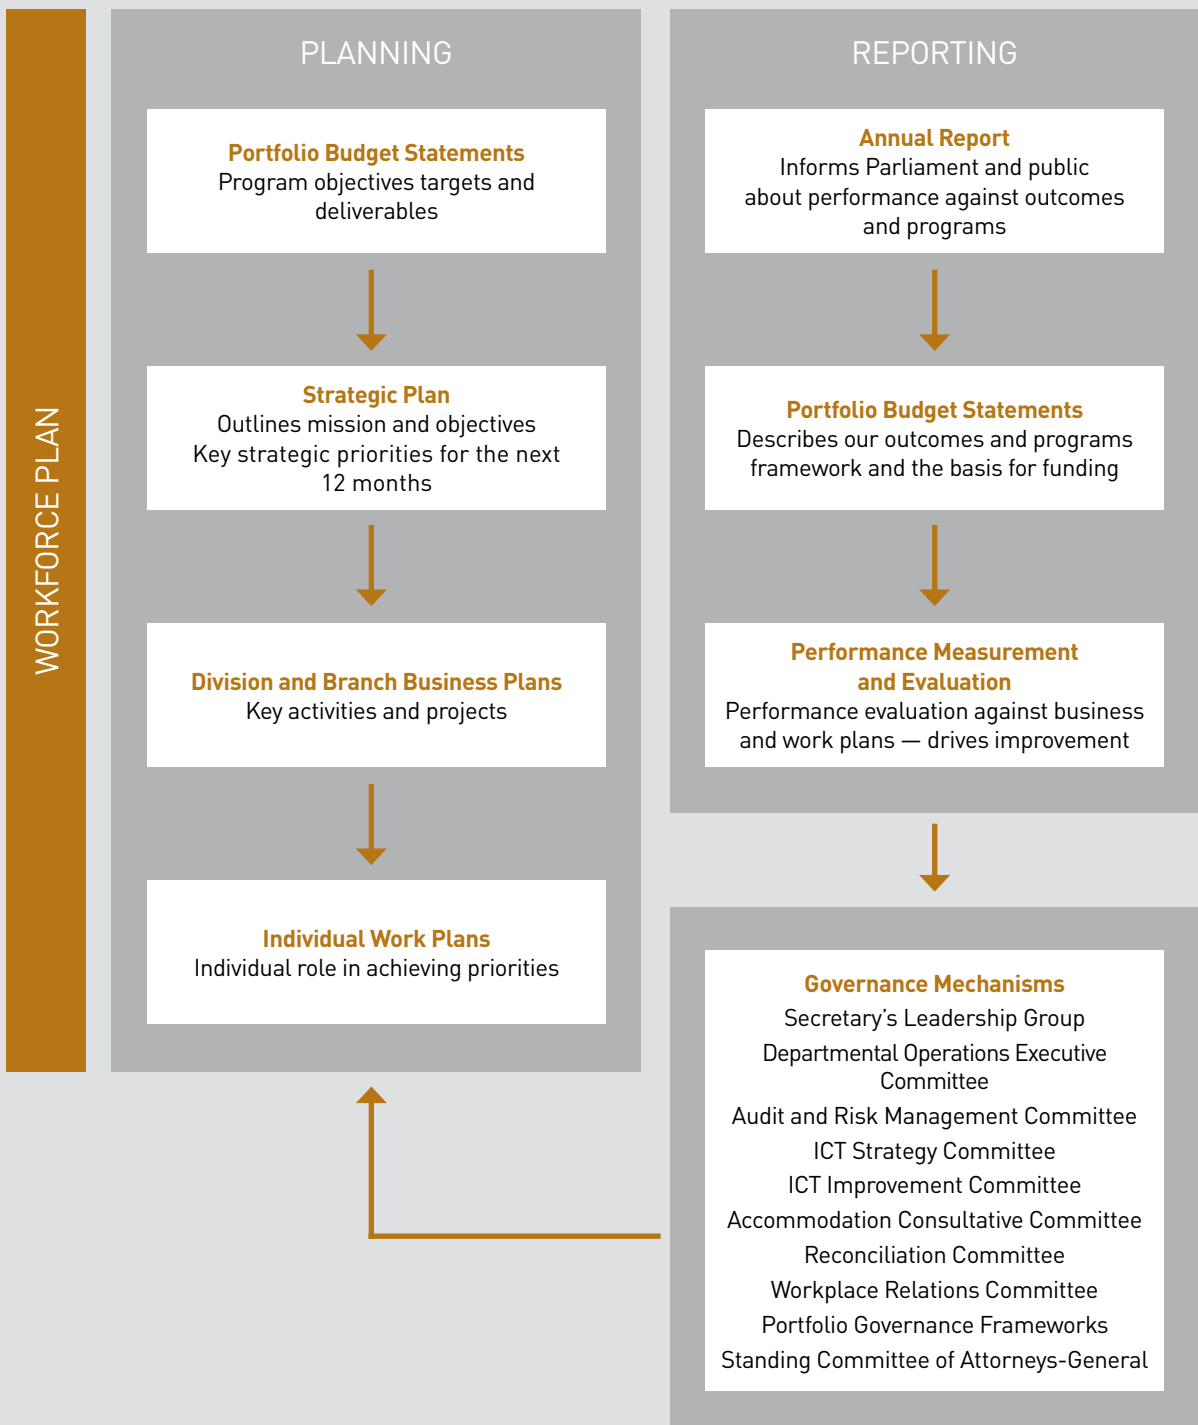 WORKFORCE PLAN
PLANNING
Portfolio Budget Statements
Program objectives targets and
deliverables
Strategic Plan
Outlines mission and objectives
Key strategic priorities for the next
12 months
Division and Branch Business Plans
Key activities and projects
Individual Work Plans
Individual role in achieving priorities
REPORTING
Annual Report
Informs Parliament and public
about performance against outcomes
and programs
Portfolio Budget Statements
Describes our outcomes and programs
framework and the basis for funding
Performance Measurement
and Evaluation
Performance evaluation against business
and work plans — drives improvement
Governance Mechanisms
Secretary’s Leadership Group
Departmental Operations Executive
Committee
Audit and Risk Management Committee
ICT Strategy Committee
ICT Improvement Committee
Accommodation Consultative Committee
Reconciliation Committee
Workplace Relations Committee
Portfolio Governance Frameworks
Standing Committee of Attorneys-General